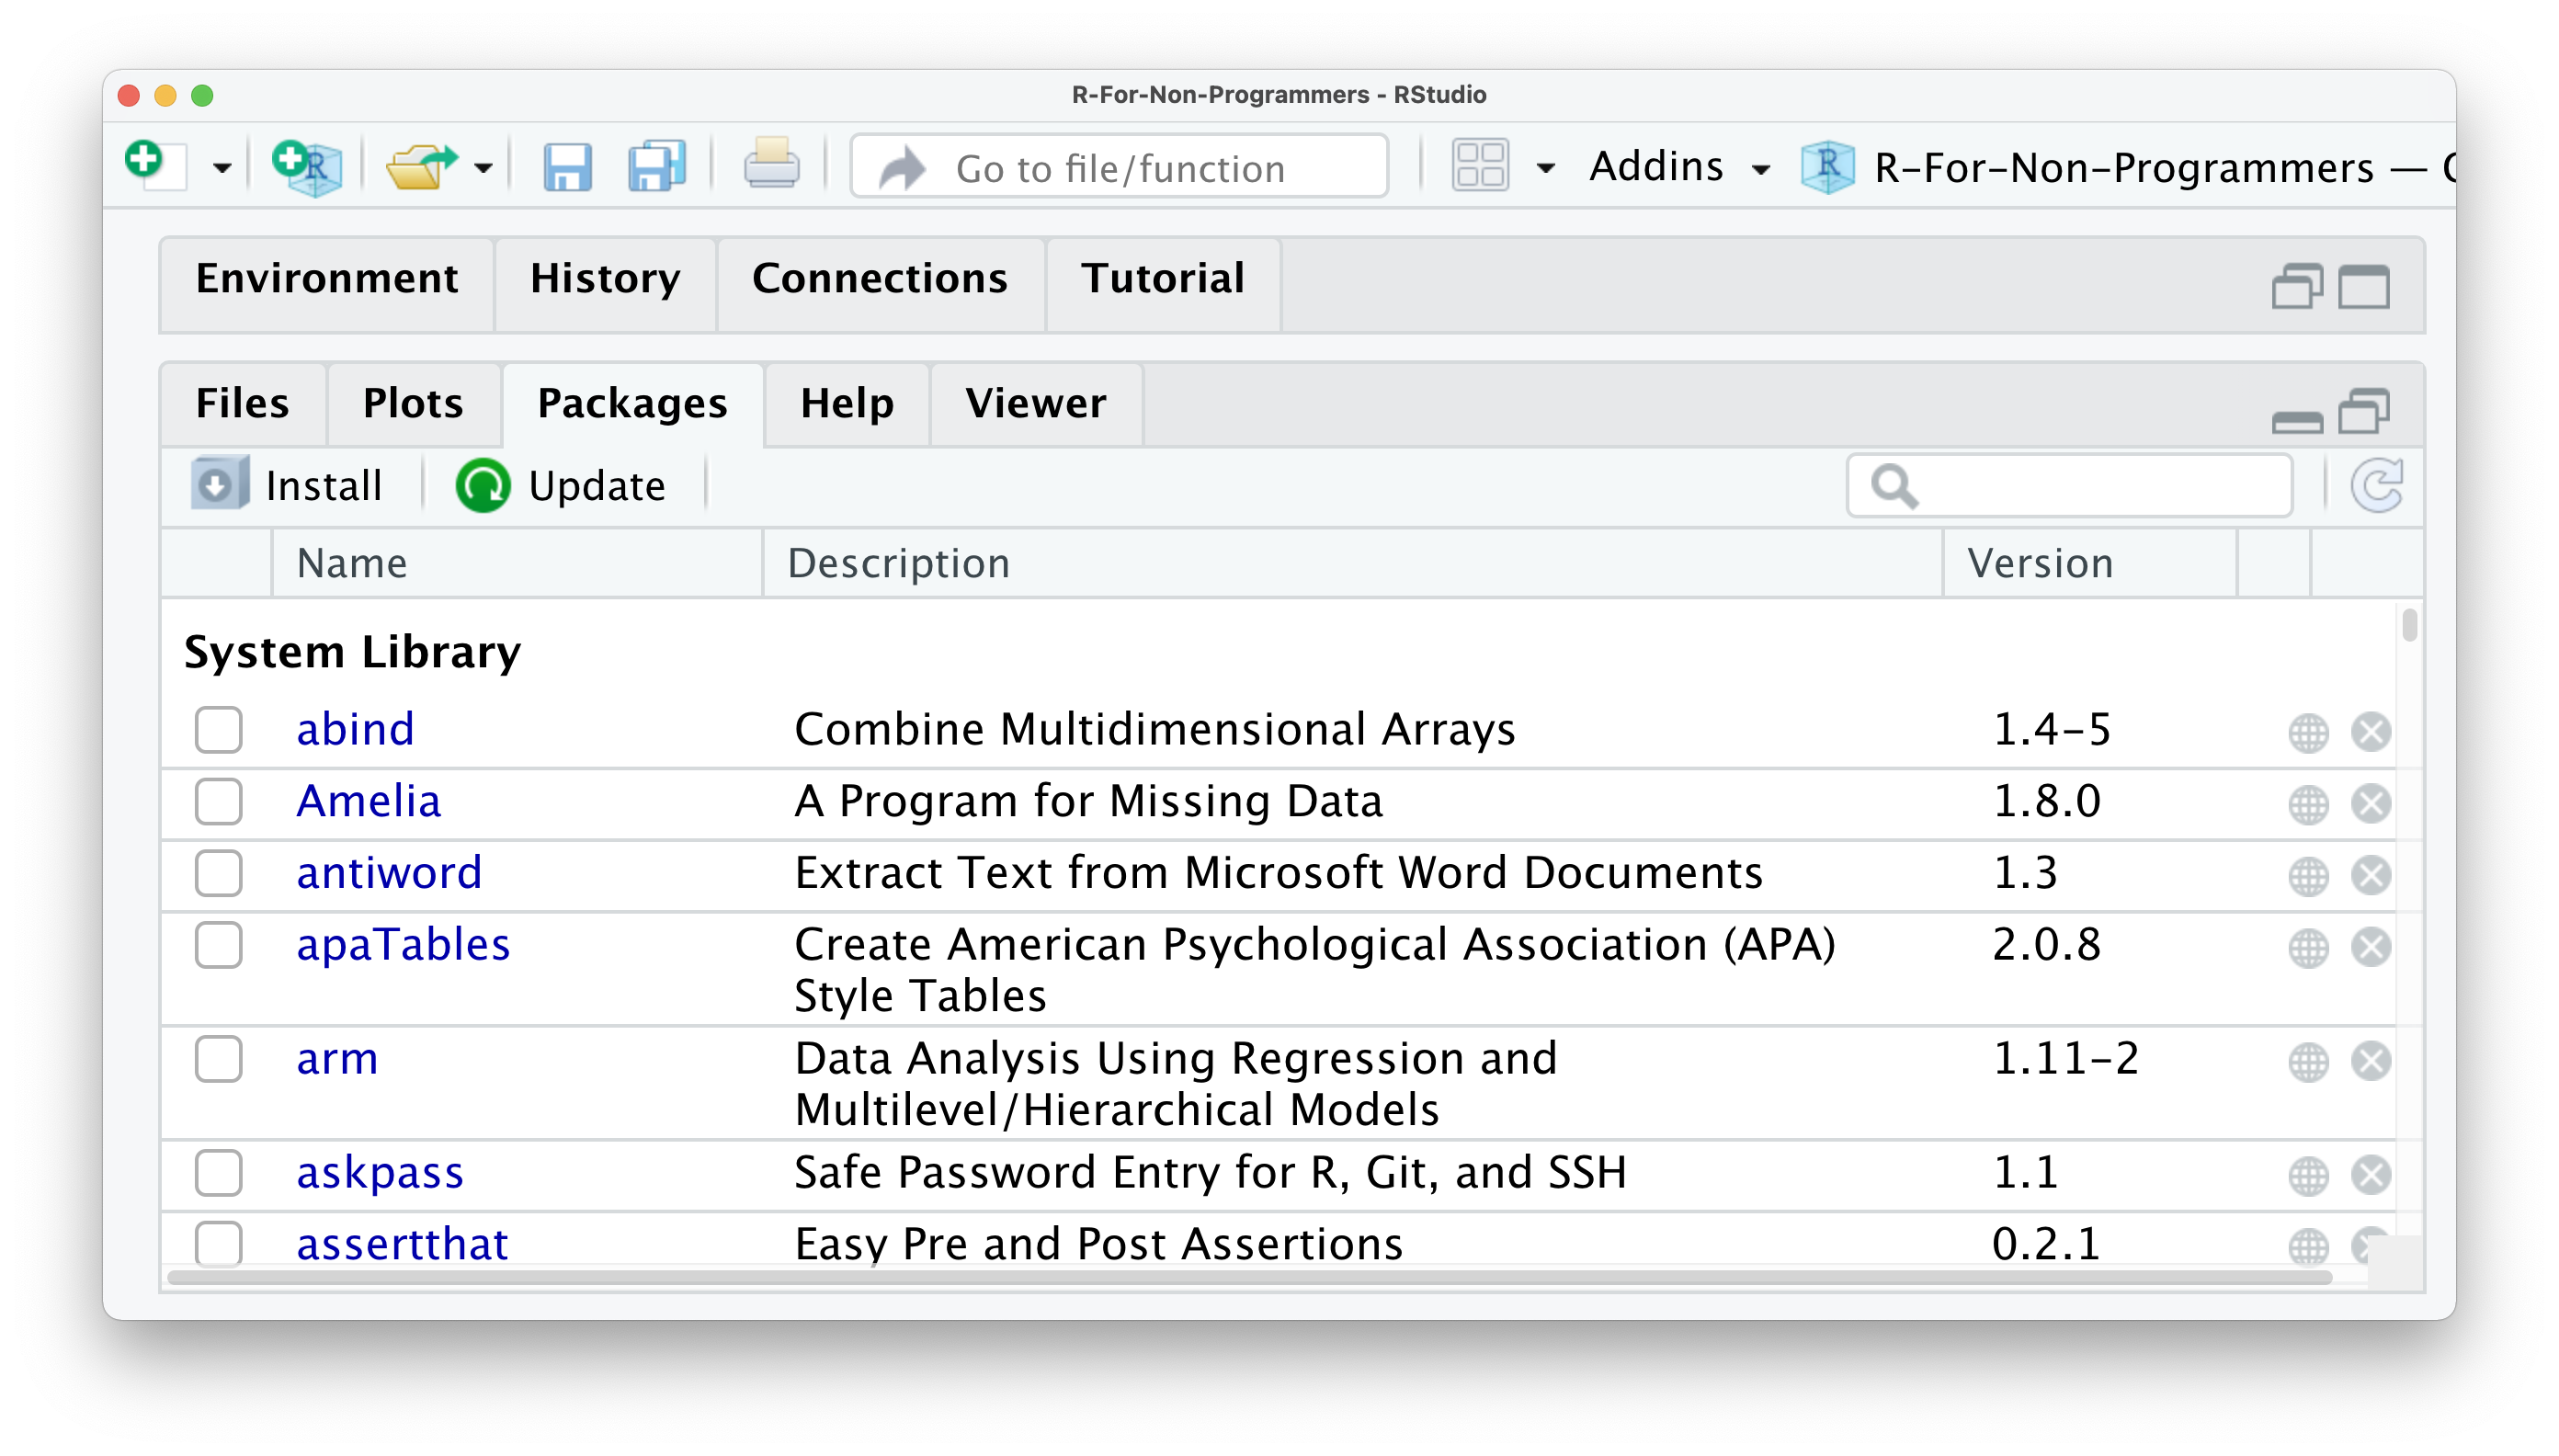 R-For-Non-Programmers - RStudio
Go to file/function Addins R-For-Non-Programmers —
Environment History Connections Tutorial
Files Plots Packages Help Viewer
Install Update
Name Description Version
System Library
abind Combine Multidimensional Arrays 1.4-5
Amelia A Program for Missing Data 1.8.0
antiword Extract Text from Microsoft Word Documents 1.3
apaTables Create American Psychological Association (APA) 2.0.8
Style Tables
arm Data Analysis Using Regression and 1.11-2
Multilevel/Hierarchical Models
askpass Safe Password Entry for R, Git, and SSH 1.1
assertthat Easy Pre and Post Assertions 0.2.1